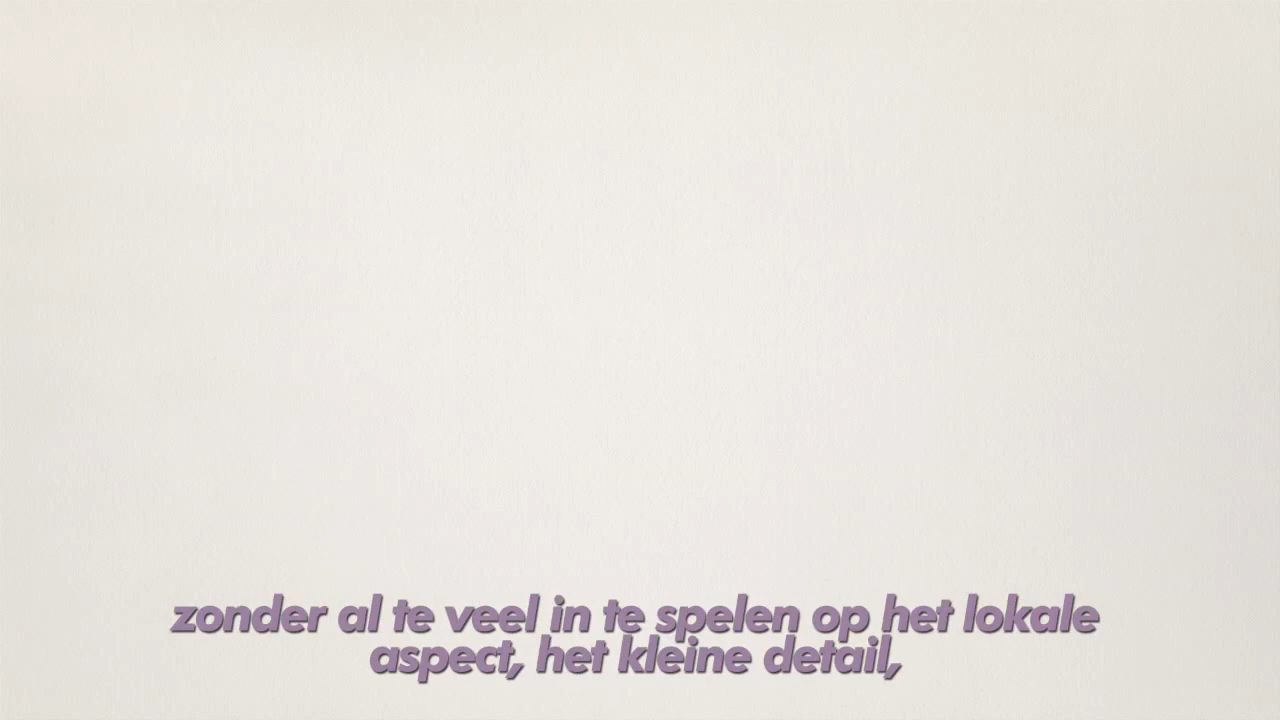 zonder al te veel in te spelen op het lokale
aspect, het kleine detail,